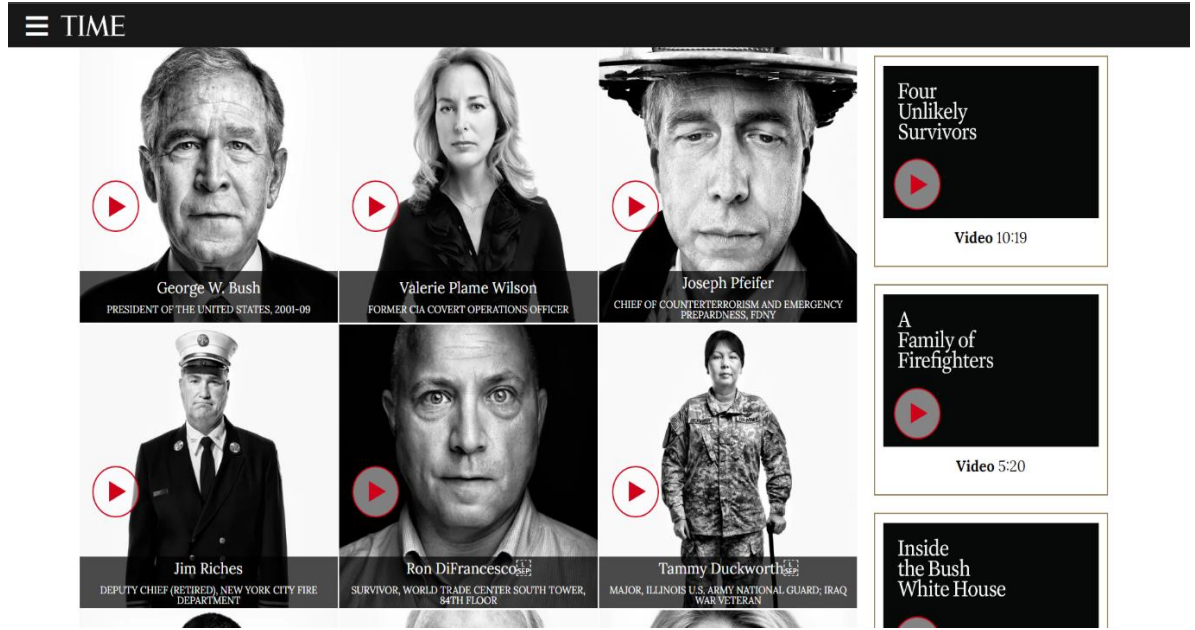 TIME
George W. Bush
PRESIDENT OF THE UNITED STATES, 2001-09
Valerie Plame Wilson
FORMER CIA COVERT OPERATIONS OFFICER
Joseph Pfeifer
CHIEF OF COUNTERTERRORISM AND EMERGENCY
PREPARDNESS, FDNY
Jim Riches
DEPUTY CHIEF (RETIRED), NEW YORK CITY FIRE
DEPARTMENT
Ron DiFrancesco
L
SEP
SURVIVOR, WORLD TRADE CENTER SOUTH TOWER,
84TH FLOOR
Tammy Duckworth
L
SEP
MAJOR, ILLINOIS U.S. ARMY NATIONAL GUARD; IRAQ
WAR VETERAN
Four
Unlikely
Survivors
Video 10:19
A
Family of
Firefighters
Video 5:20
Inside
the Bush
White House